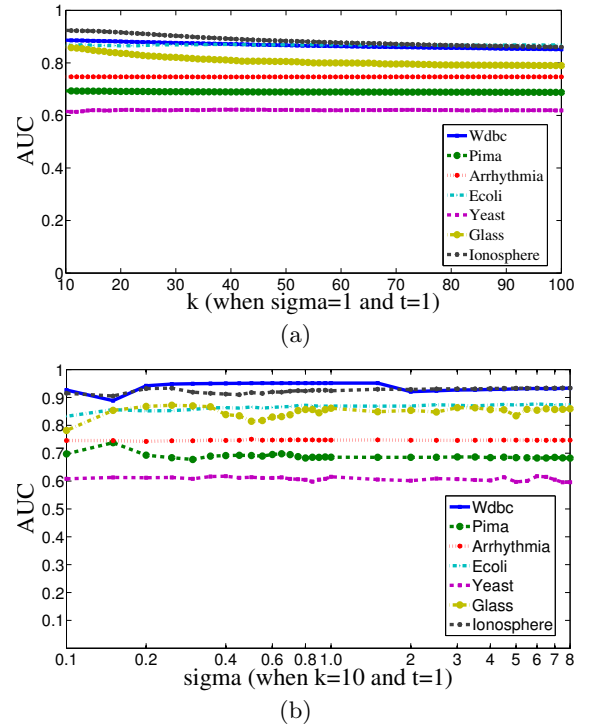 1
0.8
0.6
0.4
0.2
0
AUC
Wdbc
Pima
Arrhythmia
Ecoli
Yeast
Glass
Ionosphere
10 20 30 40 50 60 70 80 90 100
k (when sigma=1 and t=1)
(a)
1
0.9
0.8
0.7
0.6
0.5
0.4
0.3
0.2
0.1
AUC
Wdbc
Pima
Arrhythmia
Ecoli
Yeast
Glass
Ionosphere
0.1 0.2 0.4 0.6 0.8 1.0 2 3 4 5 6 7 8
sigma (when k=10 and t=1)
(b)